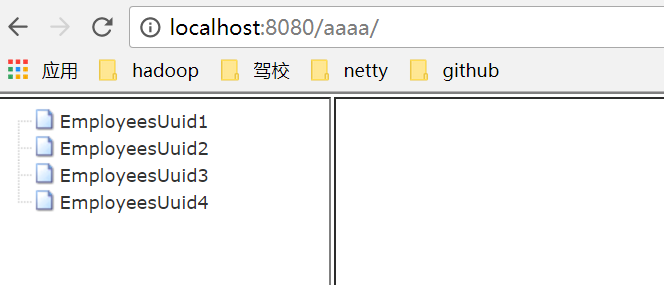 localhost:8080/aaaa/
应用 hadoop 驾校 netty github
EmployeesUuid1
EmployeesUuid2
EmployeesUuid3
EmployeesUuid4